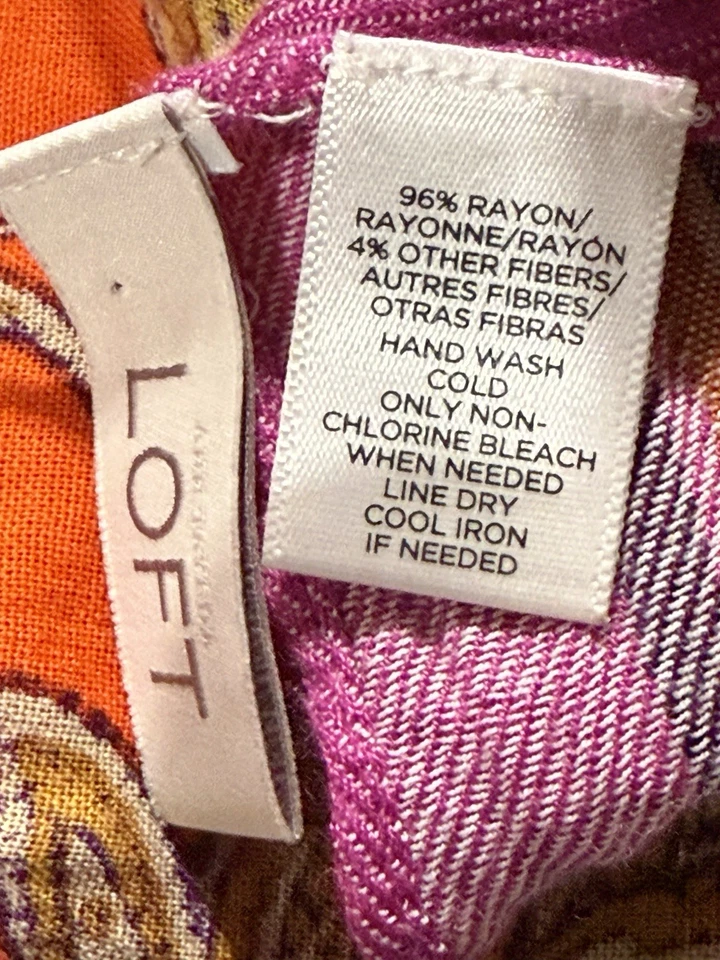 LOFT
96% RAYON/
RAYONNE/RAYÓN
4% OTHER FIBERS/
AUTRES FIBRES/
OTRAS FIBRAS
HAND WASH
COLD
ONLY NON-
CHLORINE BLEACH
WHEN NEEDED
LINE DRY
COOL IRON
IF NEEDED